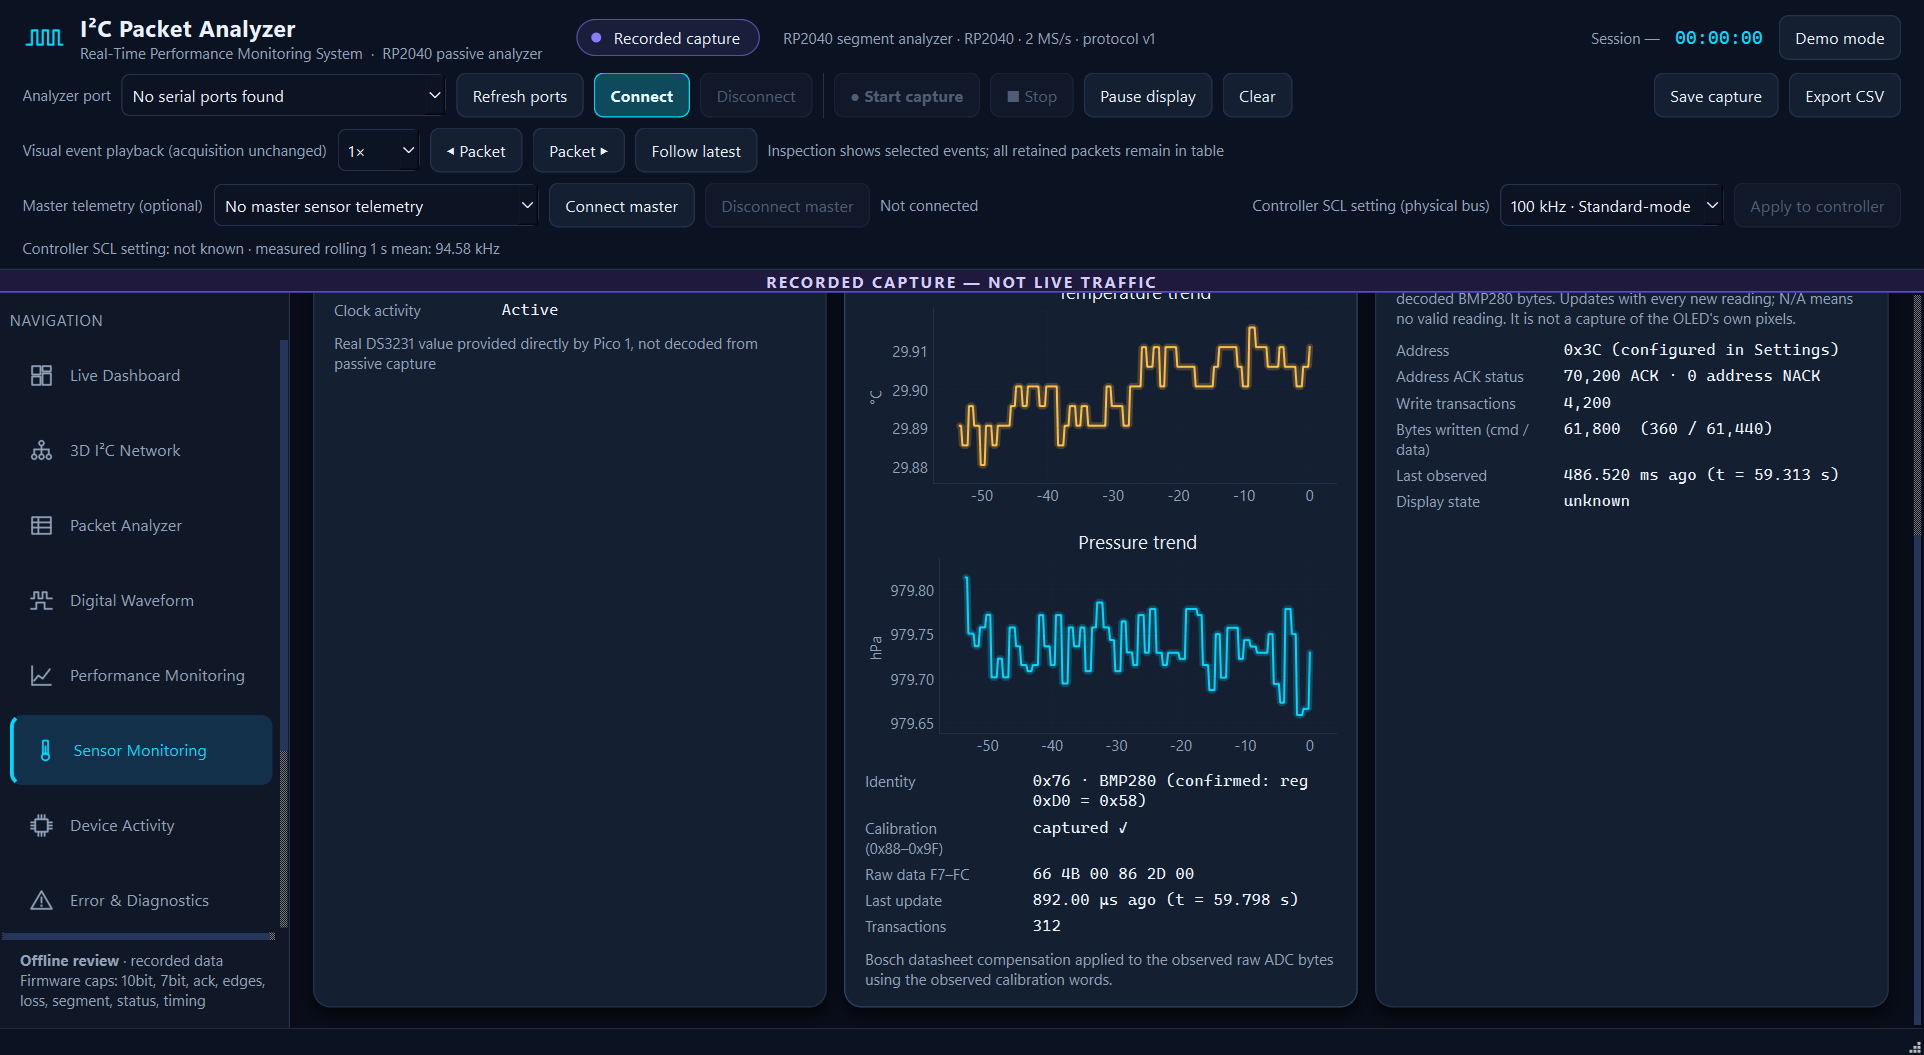 I²C Packet Analyzer
Real-Time Performance Monitoring System · RP2040 passive analyzer
Recorded capture
RP2040 segment analyzer · RP2040 · 2 MS/s · protocol v1
Session — 00:00:00
Demo mode
Analyzer port
No serial ports found
Refresh ports
Connect
Disconnect
● Start capture
■ Stop
Pause display
Clear
Save capture
Export CSV
Visual event playback (acquisition unchanged)
1×
◂ Packet
Packet ▸
Follow latest
Inspection shows selected events; all retained packets remain in table
Master telemetry (optional)
No master sensor telemetry
Connect master
Disconnect master
Not connected
Controller SCL setting (physical bus)
100 kHz · Standard-mode
Apply to controller
Controller SCL setting: not known · measured rolling 1 s mean: 94.58 kHz
RECORDED CAPTURE — NOT LIVE TRAFFIC
NAVIGATION
Live Dashboard
3D I²C Network
Packet Analyzer
Digital Waveform
Performance Monitoring
Sensor Monitoring
Device Activity
Error & Diagnostics
Offline review · recorded data
Firmware caps: 10bit, 7bit, ack, edges,
loss, segment, status, timing
Clock activity Active
Real DS3231 value provided directly by Pico 1, not decoded from
passive capture
Temperature trend
°C
29.91
29.90
29.89
29.88
-50 -40 -30 -20 -10 0
Pressure trend
hPa
979.80
979.75
979.70
979.65
-50 -40 -30 -20 -10 0
Identity 0x76 · BMP280 (confirmed: reg
0xD0 = 0x58)
Calibration captured ✓
(0x88–0x9F)
Raw data F7–FC 66 4B 00 86 2D 00
Last update 892.00 µs ago (t = 59.798 s)
Transactions 312
Bosch datasheet compensation applied to the observed raw ADC bytes
using the observed calibration words.
decoded BMP280 bytes. Updates with every new reading; N/A means
no valid reading. It is not a capture of the OLED's own pixels.
Address 0x3C (configured in Settings)
Address ACK status 70,200 ACK · 0 address NACK
Write transactions 4,200
Bytes written (cmd / 61,800 (360 / 61,440)
data)
Last observed 486.520 ms ago (t = 59.313 s)
Display state unknown